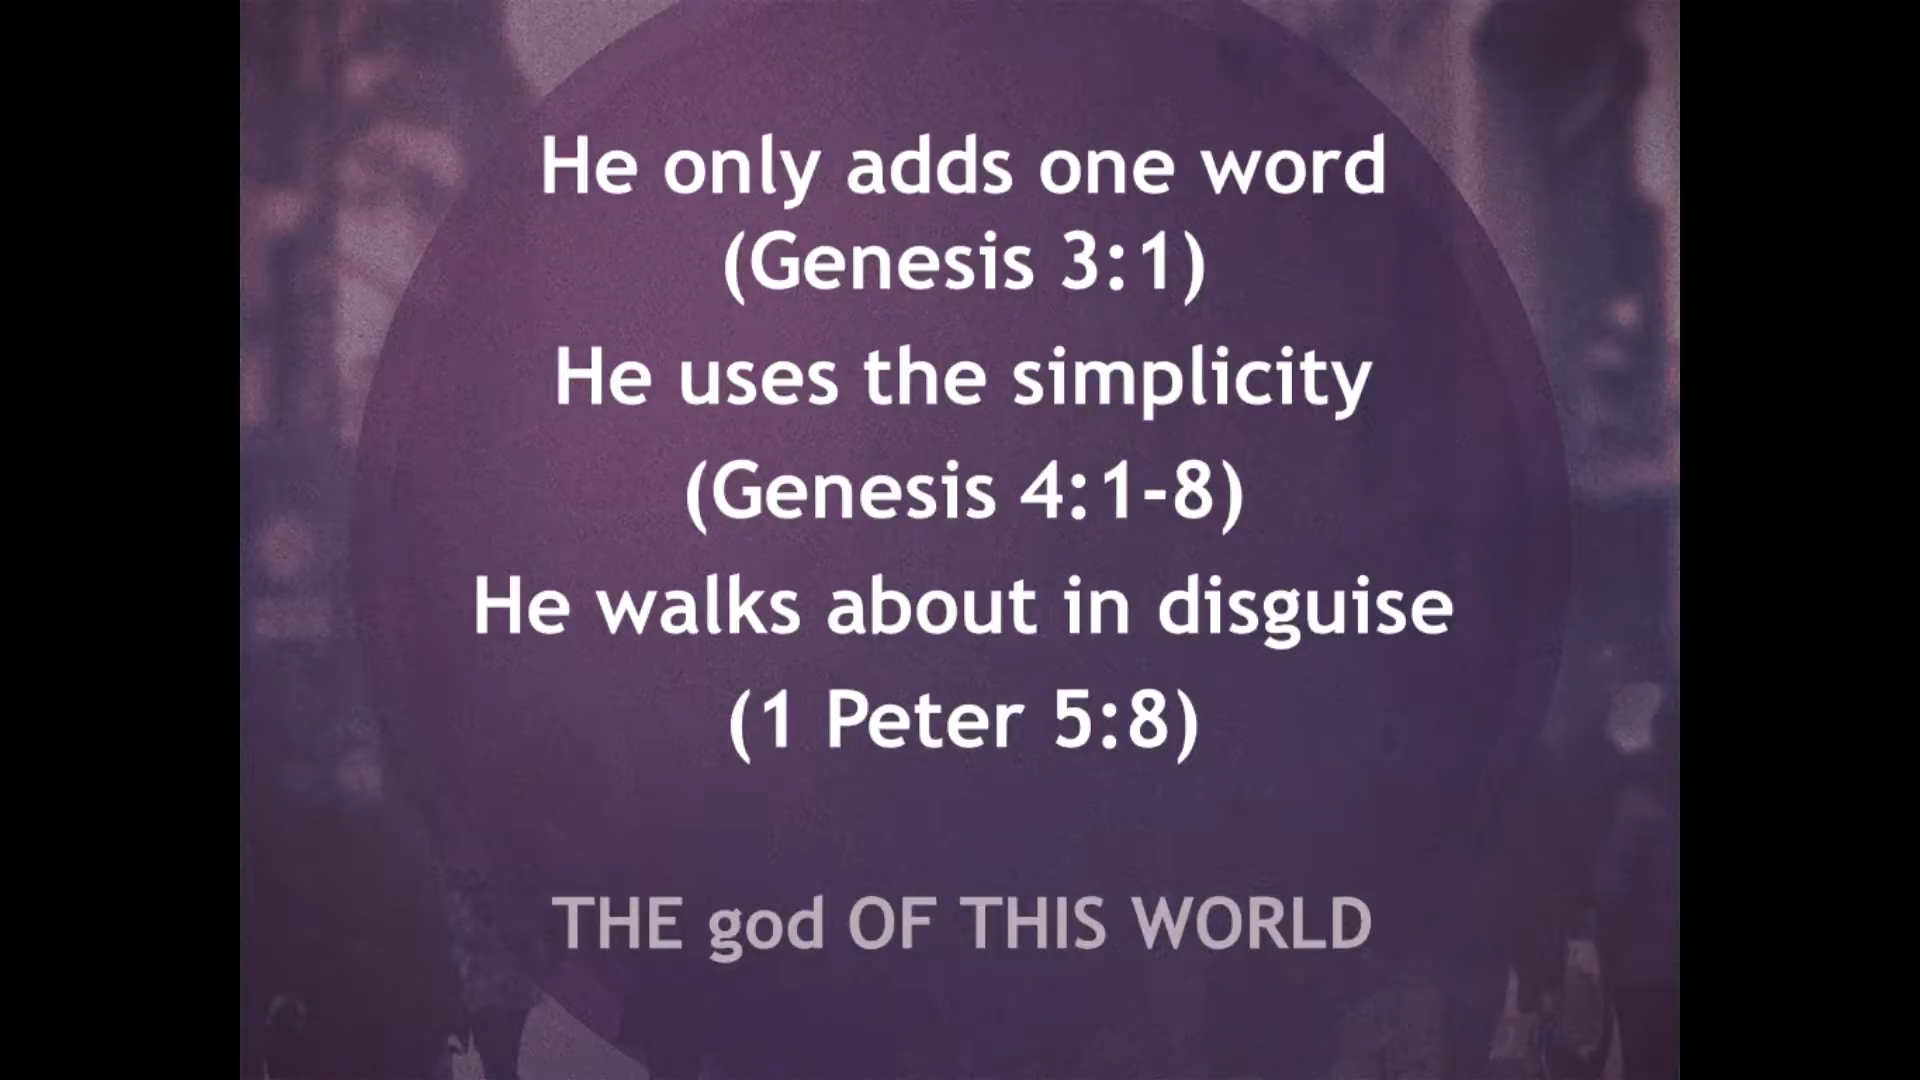 He only adds one word
(Genesis 3:1)
He uses the simplicity
(Genesis 4:1-8)
He walks about in disguise
(1 Peter 5:8)
THE god OF THIS WORLD